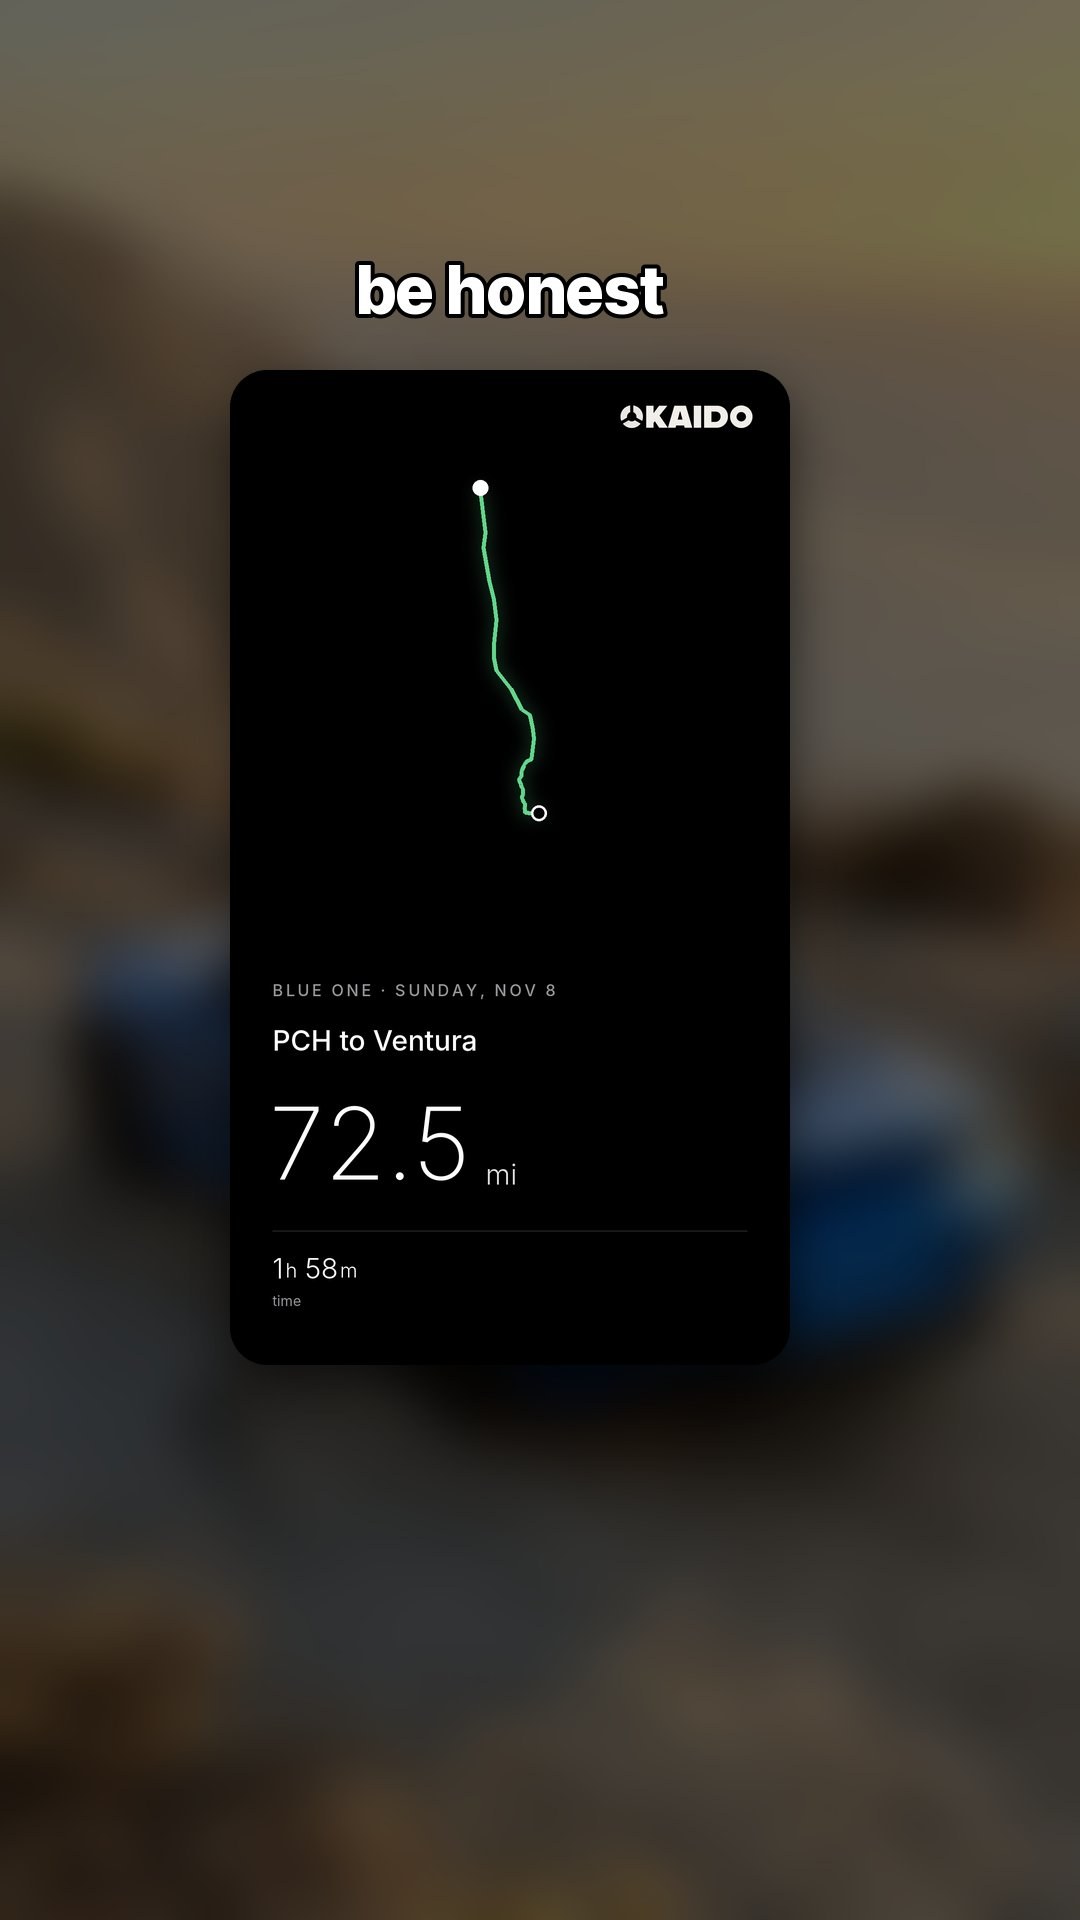 be honest
KAIDO
BLUE ONE · SUNDAY, NOV 8
PCH to Ventura
72.5 mi
1h 58m
time